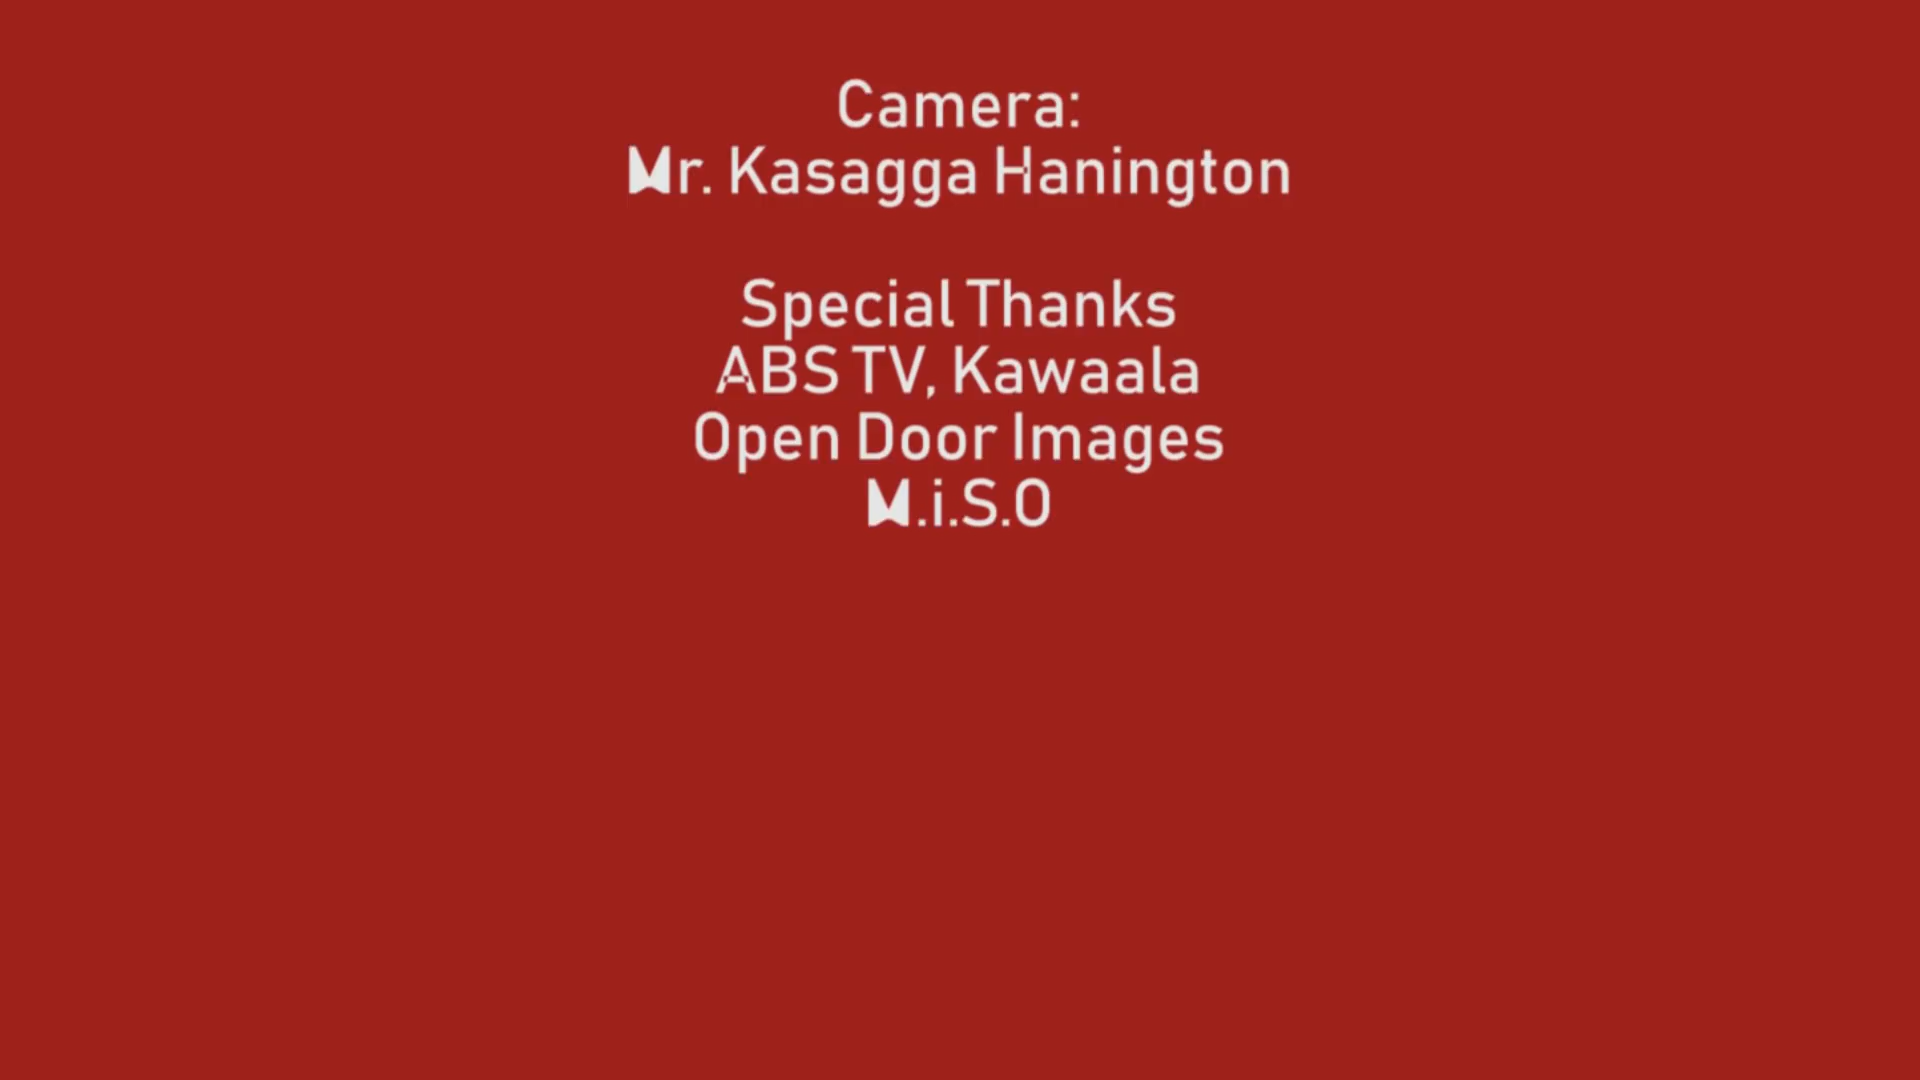 Camera:
Mr. Kasagga Hanington
Special Thanks
ABS TV, Kawaala
Open Door Images
M.i.S.O